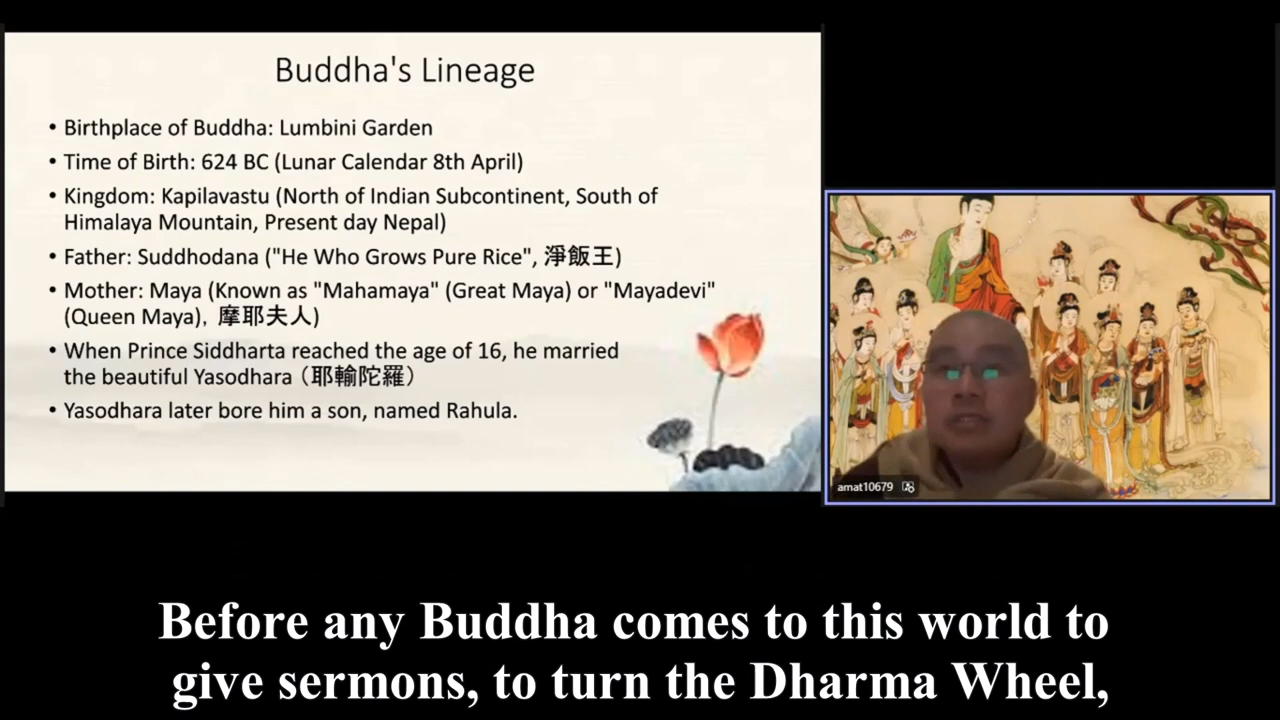 Buddha's Lineage
• Birthplace of Buddha: Lumbini Garden
• Time of Birth: 624 BC (Lunar Calendar 8th April)
• Kingdom: Kapilavastu (North of Indian Subcontinent, South of
Himalaya Mountain, Present day Nepal)
• Father: Suddhodana ("He Who Grows Pure Rice", 淨飯王)
• Mother: Maya (Known as "Mahamaya" (Great Maya) or "Mayadevi"
(Queen Maya), 摩耶夫人)
• When Prince Siddharta reached the age of 16, he married
the beautiful Yasodhara（耶輸陀羅）
• Yasodhara later bore him a son, named Rahula.
amat10679
Before any Buddha comes to this world to
give sermons, to turn the Dharma Wheel,